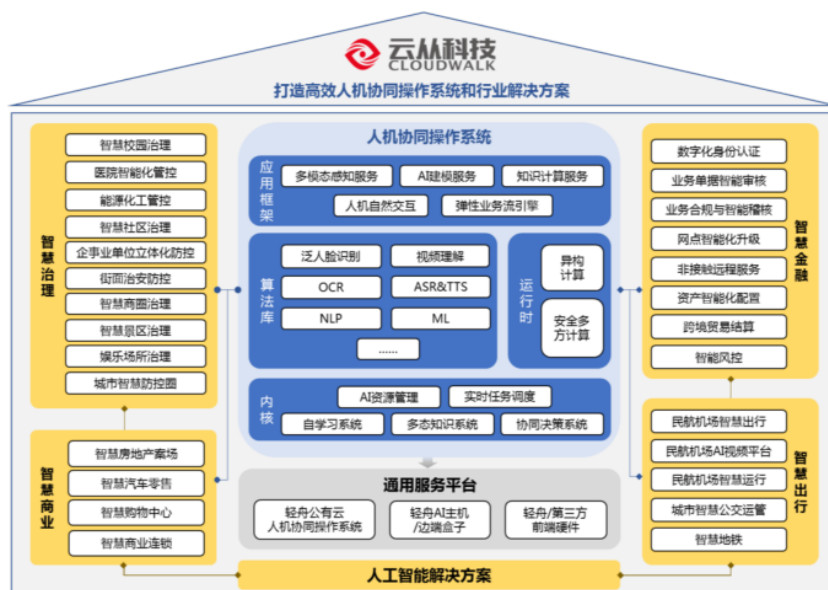 云从科技
CLOUDWALK
打造高效人机协同操作系统和行业解决方案
智慧治理
智慧校园治理
医院智能化管控
能源化工管控
智慧社区治理
企事业单位立体化防控
街面治安防控
智慧商圈治理
智慧景区治理
娱乐场所治理
城市智慧防控圈
智慧商业
智慧房地产案场
智慧汽车零售
智慧购物中心
智慧商业连锁
人机协同操作系统
应用框架
多模态感知服务
AI建模服务
知识计算服务
人机自然交互
弹性业务流引擎
算法库
泛人脸识别
视频理解
OCR
ASR&TTS
NLP
ML
......
运行时
异构
计算
安全多
方计算
内核
AI资源管理
实时任务调度
自学习系统
多态知识系统
协同决策系统
通用服务平台
轻舟公有云
人机协同操作系统
轻舟AI主机
/边端盒子
轻舟/第三方
前端硬件
智慧金融
数字化身份认证
业务单据智能审核
业务合规与智能稽核
网点智能化升级
非接触远程服务
资产智能化配置
跨境贸易结算
智能风控
智慧出行
民航机场智慧出行
民航机场AI视频平台
民航机场智慧运行
城市智慧公交运管
智慧地铁
人工智能解决方案